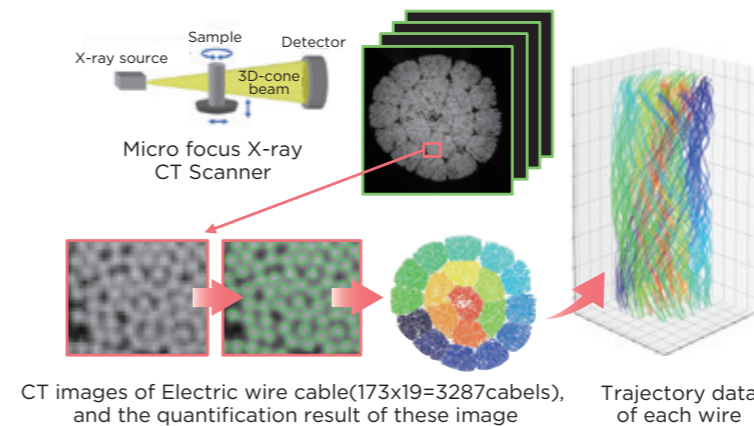 Sample
Detector
X-ray source
3D-cone
beam
Micro focus X-ray
CT Scanner
CT images of Electric wire cable(173x19=3287cabels),
and the quantification result of these image
Trajectory data
of each wire